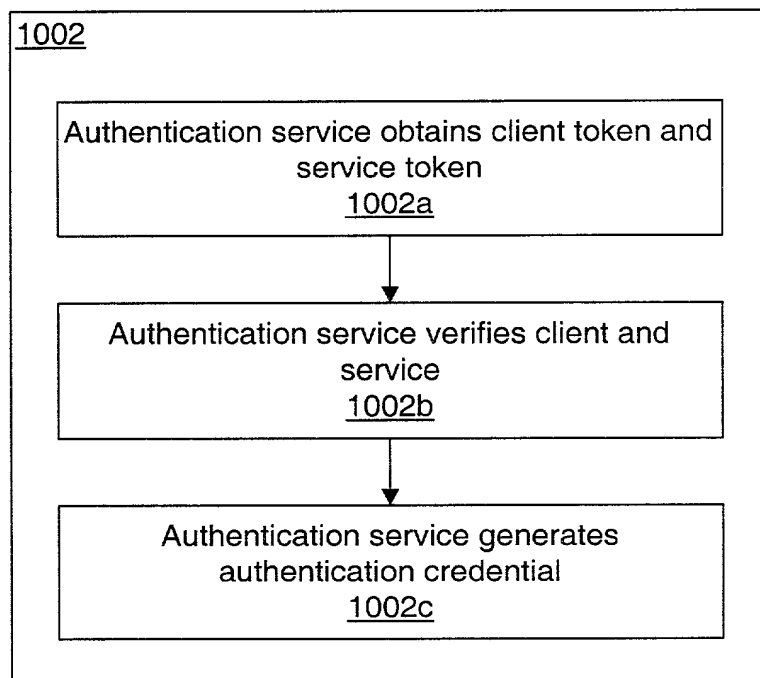 1002
Authentication service obtains client token and
service token
1002a
Authentication service verifies client and
service
1002b
Authentication service generates
authentication credential
1002c